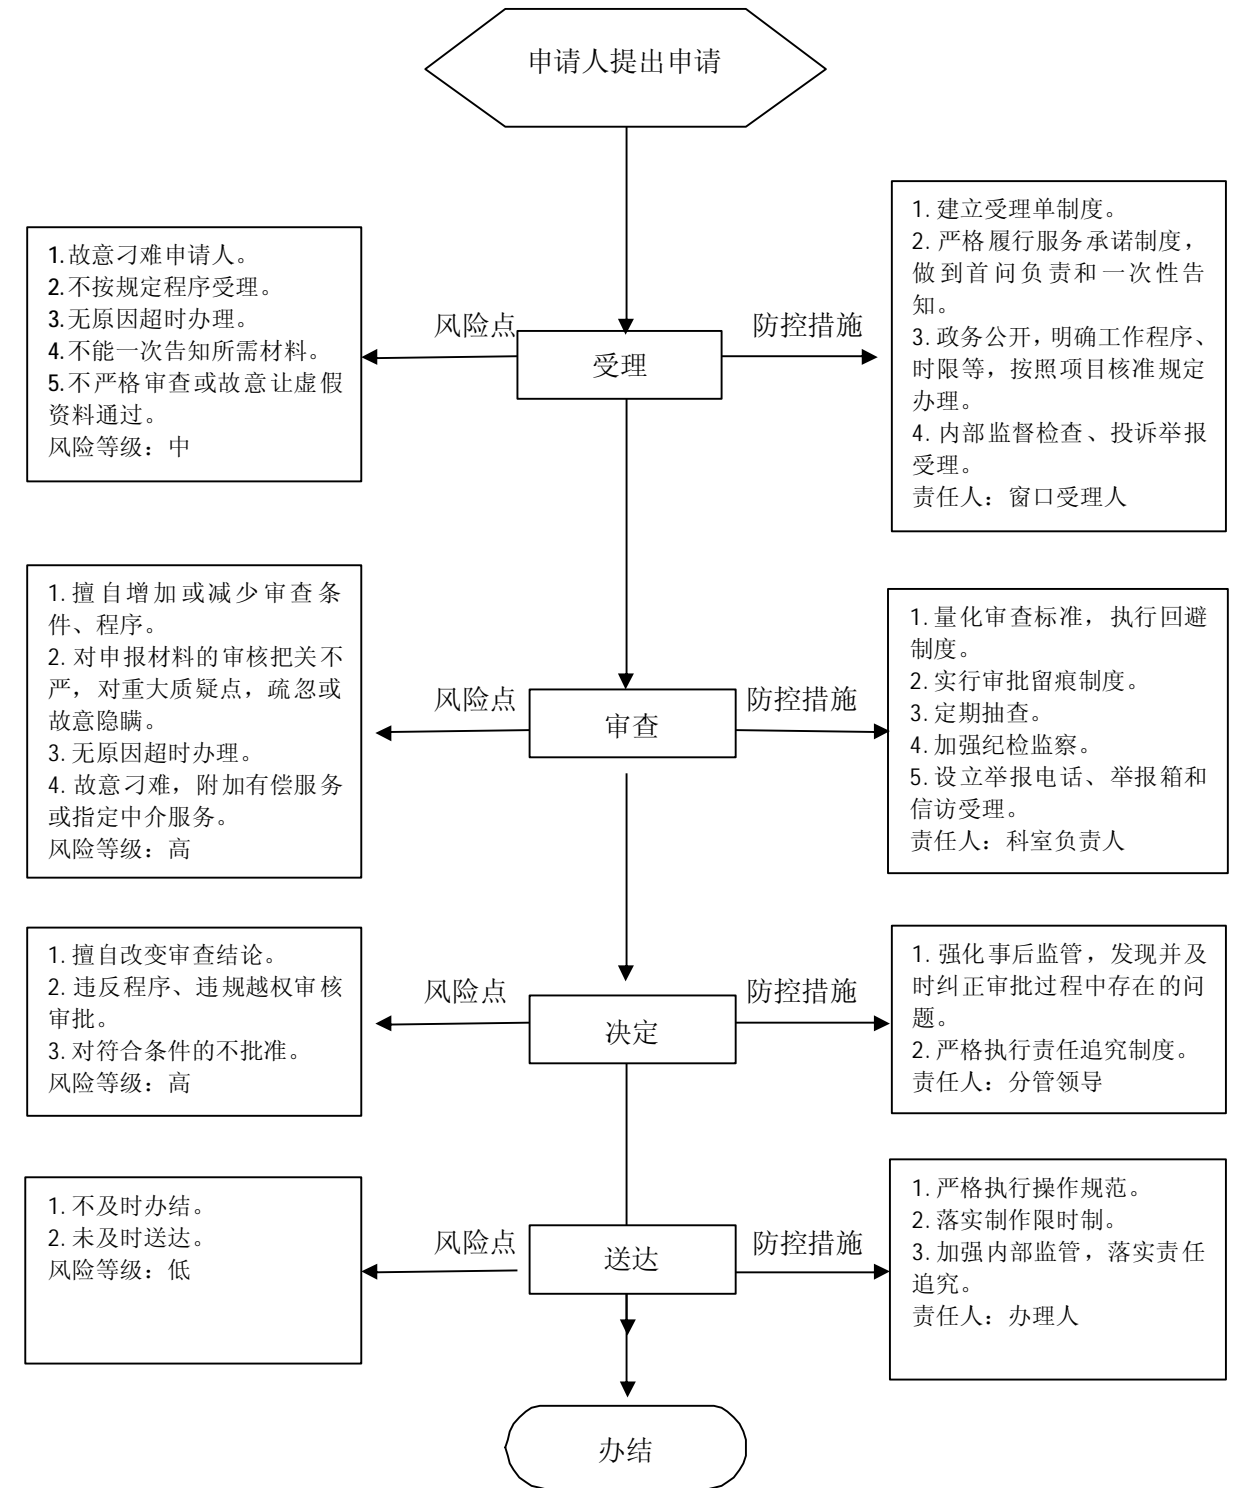 申请人提出申请
1.故意刁难申请人。
2.不按规定程序受理。
3.无原因超时办理。
4.不能一次告知所需材料。
5.不严格审查或故意让虚假
资料通过。
风险等级：中
风险点
受理
防控措施
1.建立受理单制度。
2.严格履行服务承诺制度，
做到首问负责和一次性告
知。
3.政务公开，明确工作程序、
时限等，按照项目核准规定
办理。
4.内部监督检查、投诉举报
受理。
责任人：窗口受理人
1.擅自增加或减少审查条
件、程序。
2.对申报材料的审核把关不
严，对重大质疑点，疏忽或
故意隐瞒。
3.无原因超时办理。
4.故意刁难，附加有偿服务
或指定中介服务。
风险等级：高
风险点
审查
防控措施
1.量化审查标准，执行回避
制度。
2.实行审批留痕制度。
3.定期抽查。
4.加强纪检监察。
5.设立举报电话、举报箱和
信访受理。
责任人：科室负责人
1.擅自改变审查结论。
2.违反程序、违规越权审核
审批。
3.对符合条件的不批准。
风险等级：高
风险点
决定
防控措施
1.强化事后监管，发现并及
时纠正审批过程中存在的问
题。
2.严格执行责任追究制度。
责任人：分管领导
1.不及时办结。
2.未及时送达。
风险等级：低
风险点
送达
防控措施
1.严格执行操作规范。
2.落实制作限时制。
3.加强内部监管，落实责任
追究。
责任人：办理人
办结